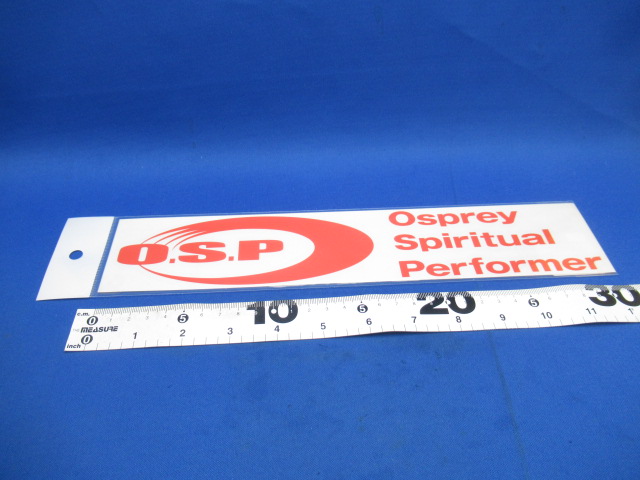 O.S.P
Osprey
Spiritual
Performer
c.m. 0 5 10 5 20 5 30
MEASURE
inch 0 1 2 3 4 5 6 7 8 9 10 11